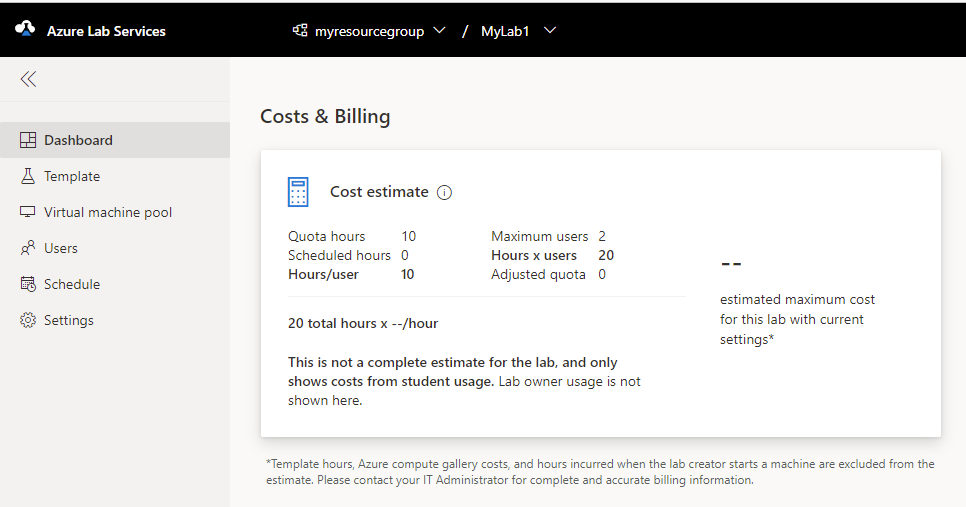 Azure Lab Services
myresourcegroup / MyLab1
Dashboard
Template
Virtual machine pool
Users
Schedule
Settings
Costs & Billing
Cost estimate
Quota hours 10
Scheduled hours 0
Hours/user 10
Maximum users 2
Hours x users 20
Adjusted quota 0
20 total hours x --/hour
This is not a complete estimate for the lab, and only
shows costs from student usage. Lab owner usage is not
shown here.
--
estimated maximum cost
for this lab with current
settings*
*Template hours, Azure compute gallery costs, and hours incurred when the lab creator starts a machine are excluded from the
estimate. Please contact your IT Administrator for complete and accurate billing information.